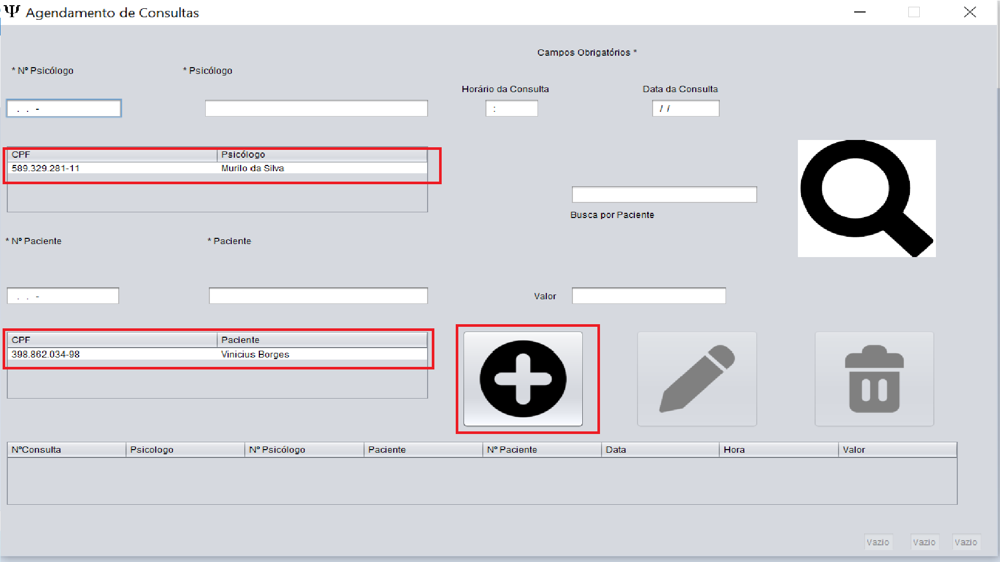 Ψ Agendamento de Consultas
Campos Obrigatórios *
* Nº Psicólogo * Psicólogo
Horário da Consulta Data da Consulta
. . - : / /
CPF Psicólogo
589.329.281-11 Murilo da Silva
Busca por Paciente
* Nº Paciente * Paciente
. . - Valor
CPF Paciente
398.862.034-98 Vinicius Borges
NºConsulta Psicologo Nº Psicólogo Paciente Nº Paciente Data Hora Valor
Vazio Vazio Vazio